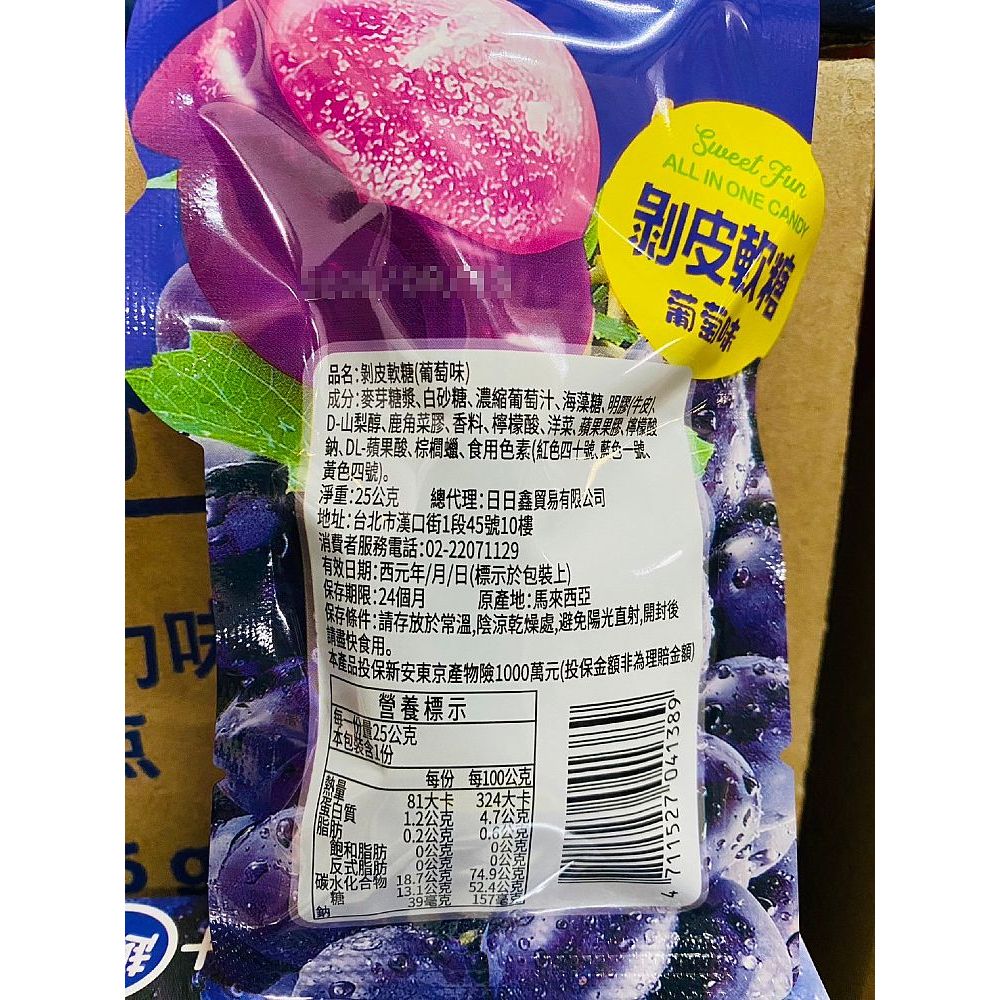 Sweet Fun
ALL IN ONE CANDY
剝皮軟糖
葡萄味
品名:剝皮軟糖(葡萄味)
成分:麥芽糖漿、白砂糖、濃縮葡萄汁、海藻糖、明膠(牛皮)、
D-山梨醇、鹿角菜膠、香料、檸檬酸、洋菜、蘋果果膠、檸檬酸
鈉、DL-蘋果酸、棕櫚蠟、食用色素(紅色四十號、藍色一號、
黃色四號)。
淨重:25公克 總代理:日日鑫貿易有限公司
地址:台北市漢口街1段45號10樓
消費者服務電話:02-22071129
有效日期:西元年/月/日(標示於包裝上)
保存期限:24個月 原產地:馬來西亞
保存條件:請存放於常溫,陰涼乾燥處,避免陽光直射,開封後
請盡快食用。
本產品投保新安東京產物險1000萬元(投保金額非為理賠金額)
營養標示
每一份量25公克
本包裝含1份
每份 每100公克
熱量 81大卡 324大卡
蛋白質 1.2公克 4.7公克
脂肪 0.2公克 0.6公克
飽和脂肪 0公克 0公克
反式脂肪 0公克 0公克
碳水化合物 18.7公克 74.9公克
糖 13.1公克 52.4公克
鈉 39毫克 157毫克
4 711527 041389
味
5g